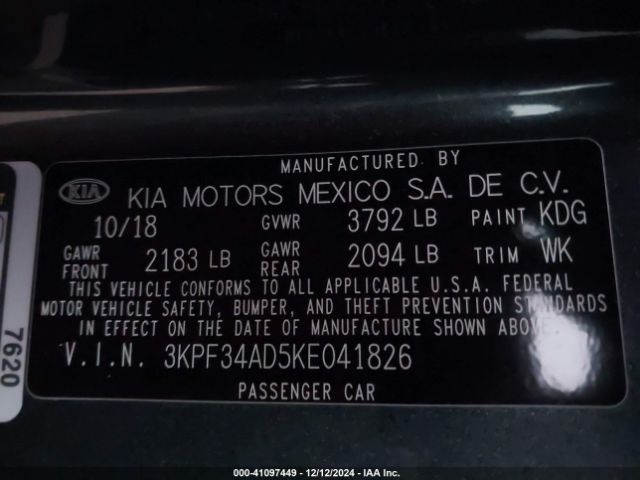 MANUFACTURED BY
KIA KIA MOTORS MEXICO S.A. DE C.V.
10/18 GVWR 3792 LB PAINT KDG
GAWR FRONT 2183 LB GAWR REAR 2094 LB TRIM WK
THIS VEHICLE CONFORMS TO ALL APPLICABLE U.S.A. FEDERAL
MOTOR VEHICLE SAFETY, BUMPER, AND THEFT PREVENTION STANDARDS
IN EFFECT ON THE DATE OF MANUFACTURE SHOWN ABOVE.
V.I.N. 3KPF34AD5KE041826
PASSENGER CAR
7620
000-41097449 - 12/12/2024 - IAA Inc.